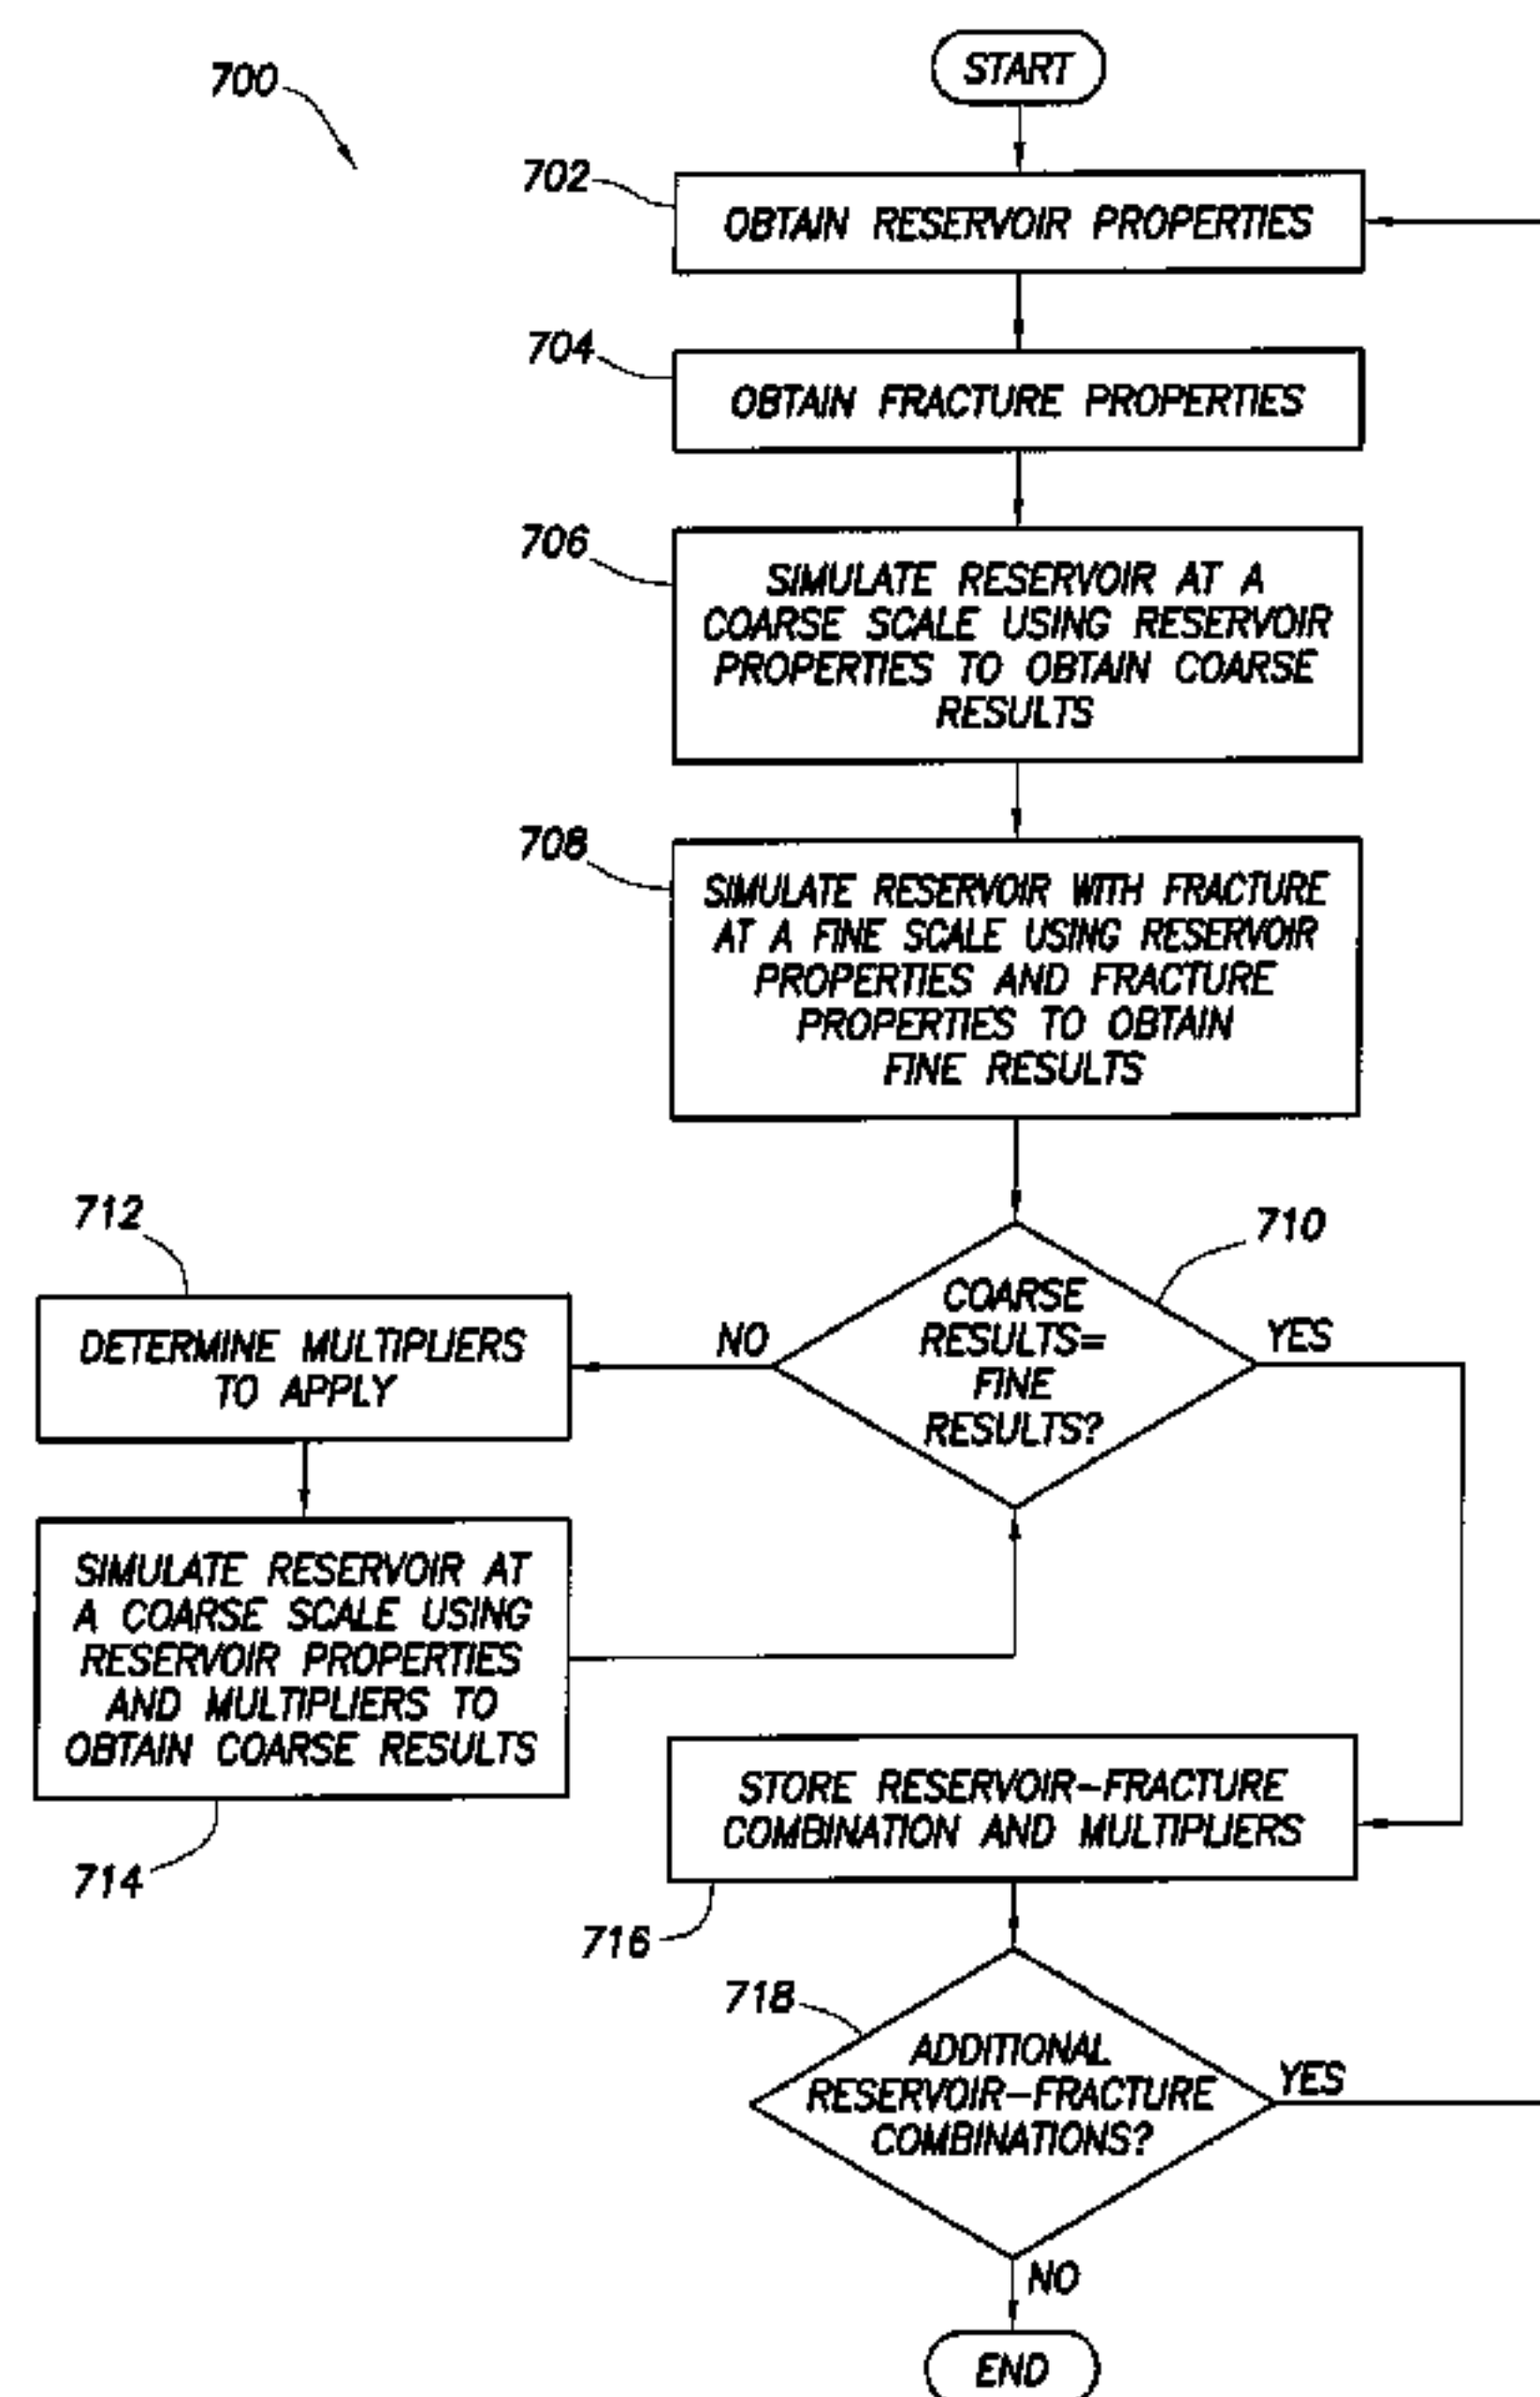 START
700
702
OBTAIN RESERVOIR PROPERTIES
704
OBTAIN FRACTURE PROPERTIES
706
SIMULATE RESERVOIR AT A
COARSE SCALE USING RESERVOIR
PROPERTIES TO OBTAIN COARSE
RESULTS
708
SIMULATE RESERVOIR WITH FRACTURE
AT A FINE SCALE USING RESERVOIR
PROPERTIES AND FRACTURE
PROPERTIES TO OBTAIN
FINE RESULTS
710
COARSE
RESULTS=
FINE
RESULTS?
NO
YES
712
DETERMINE MULTIPLIERS
TO APPLY
SIMULATE RESERVOIR AT
A COARSE SCALE USING
RESERVOIR PROPERTIES
AND MULTIPLIERS TO
OBTAIN COARSE RESULTS
714
STORE RESERVOIR-FRACTURE
COMBINATION AND MULTIPLIERS
716
718
ADDITIONAL
RESERVOIR-FRACTURE
COMBINATIONS?
YES
NO
END